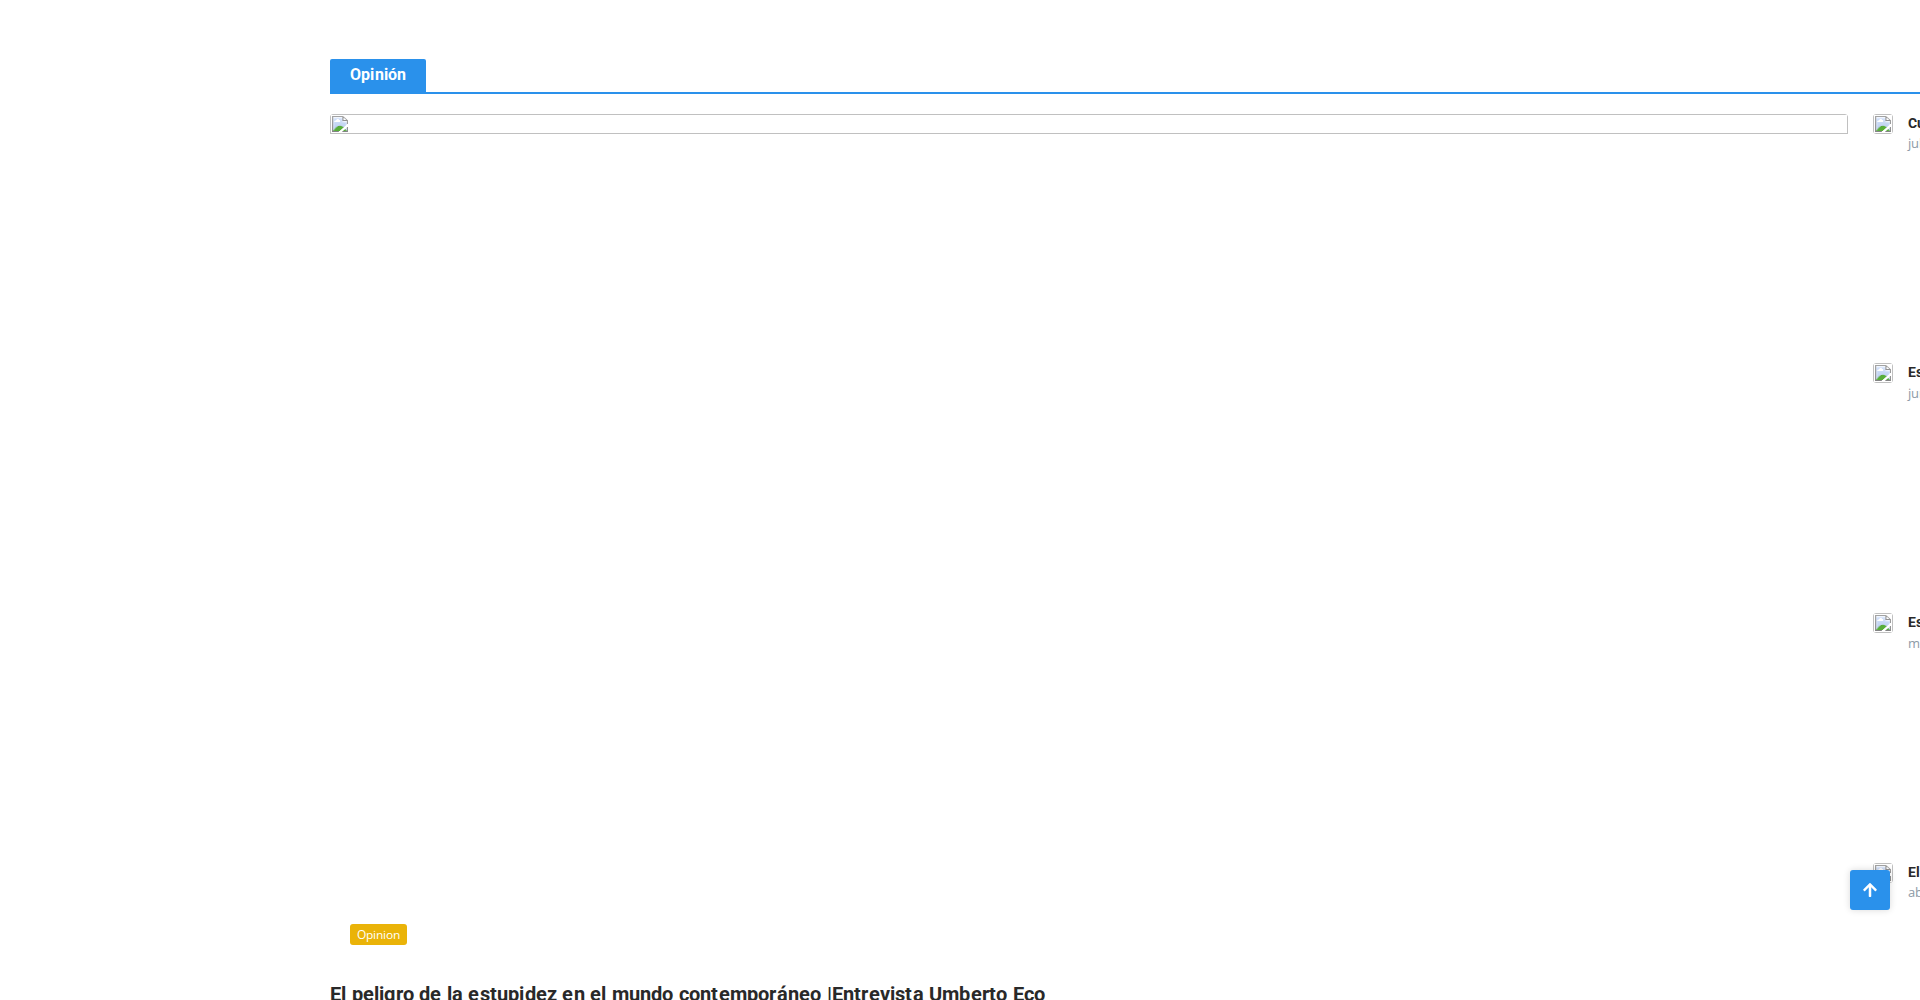 Opinión
Opinion
El peligro de la estupidez en el mundo contemporáneo |Entrevista Umberto Eco